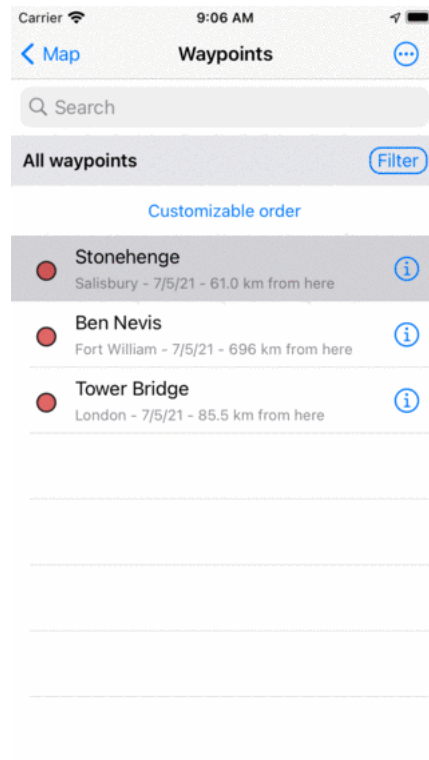 Carrier 9:06 AM
Map Waypoints
Search
All waypoints Filter
Customizable order
Stonehenge
Salisbury - 7/5/21 - 61.0 km from here
Ben Nevis
Fort William - 7/5/21 - 696 km from here
Tower Bridge
London - 7/5/21 - 85.5 km from here